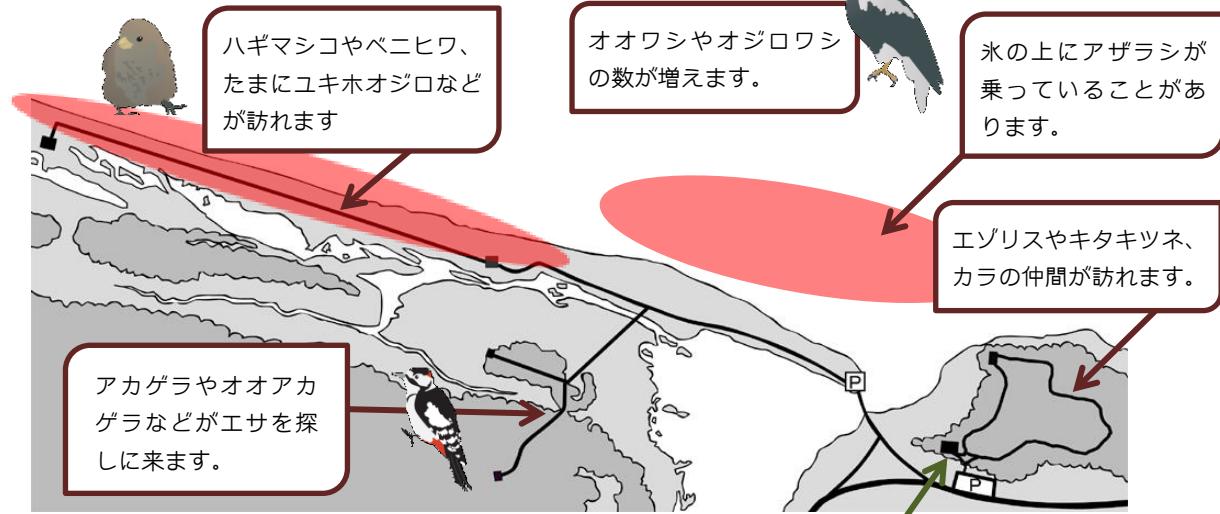 ハギマシコやベニヒワ、
たまにユキホオジロなど
が訪れます
オオワシやオジロワシ
の数が増えます。
氷の上にアザラシが
乗っていることがあ
ります。
エゾリスやキタキツネ、
カラの仲間が訪れます。
アカゲラやオオアカ
ゲラなどがエサを探
しに来ます。
P
P